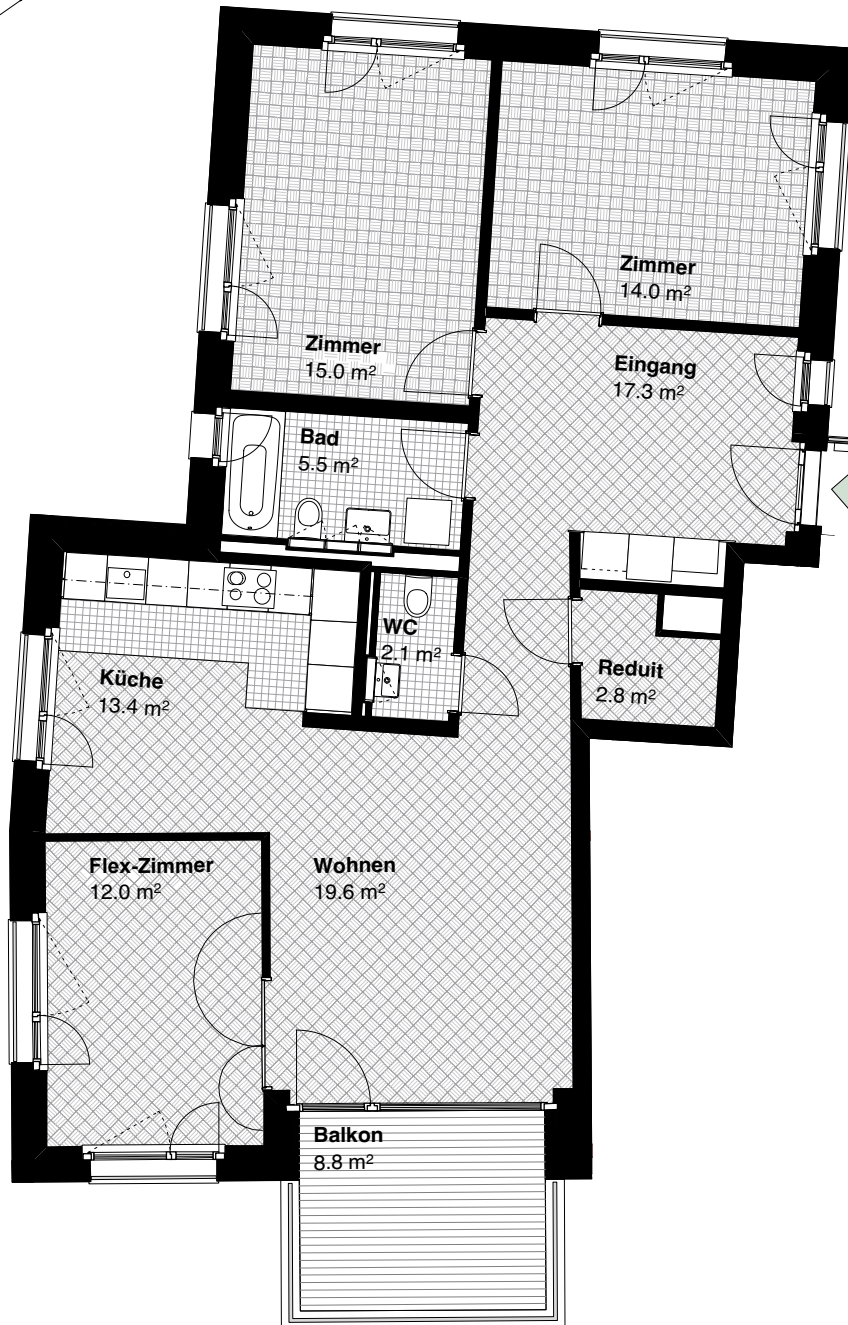 Zimmer
14.0 m²
Zimmer
15.0 m²
Eingang
17.3 m²
Bad
5.5 m²
WC
2.1 m²
Reduit
2.8 m²
Küche
13.4 m²
Flex-Zimmer
12.0 m²
Wohnen
19.6 m²
Balkon
8.8 m²